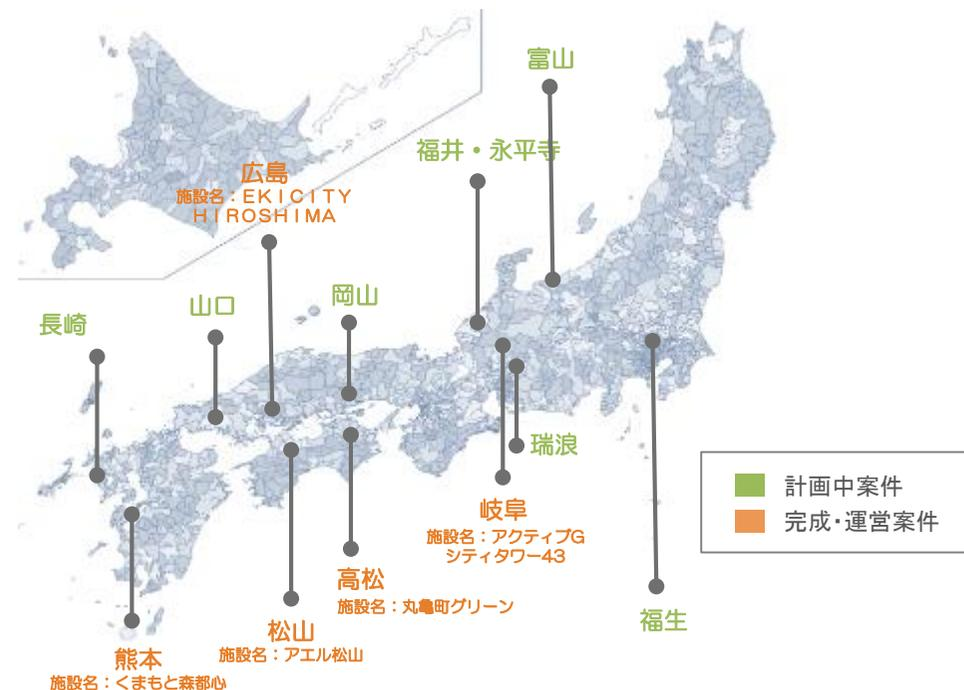 富山
福井・永平寺
広島
施設名：EKICITY
HIROSHIMA
岡山
山口
長崎
瑞浪
計画中案件
完成・運営案件
岐阜
施設名：アクティブG
シティタワー43
高松
施設名：丸亀町グリーン
福生
松山
施設名：アエル松山
熊本
施設名：くまもと森都心